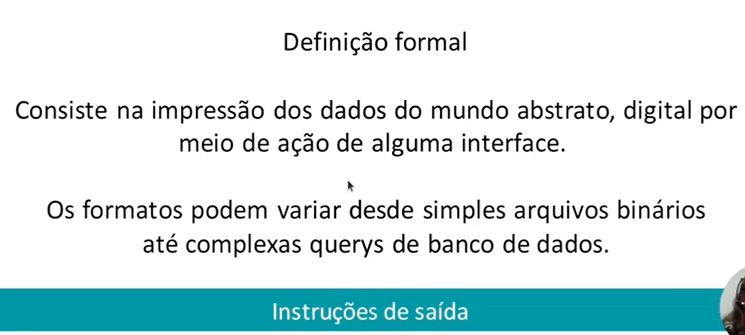 Definição formal
Consiste na impressão dos dados do mundo abstrato, digital por
meio de ação de alguma interface.
Os formatos podem variar desde simples arquivos binários
até complexas querys de banco de dados.
Instruções de saída